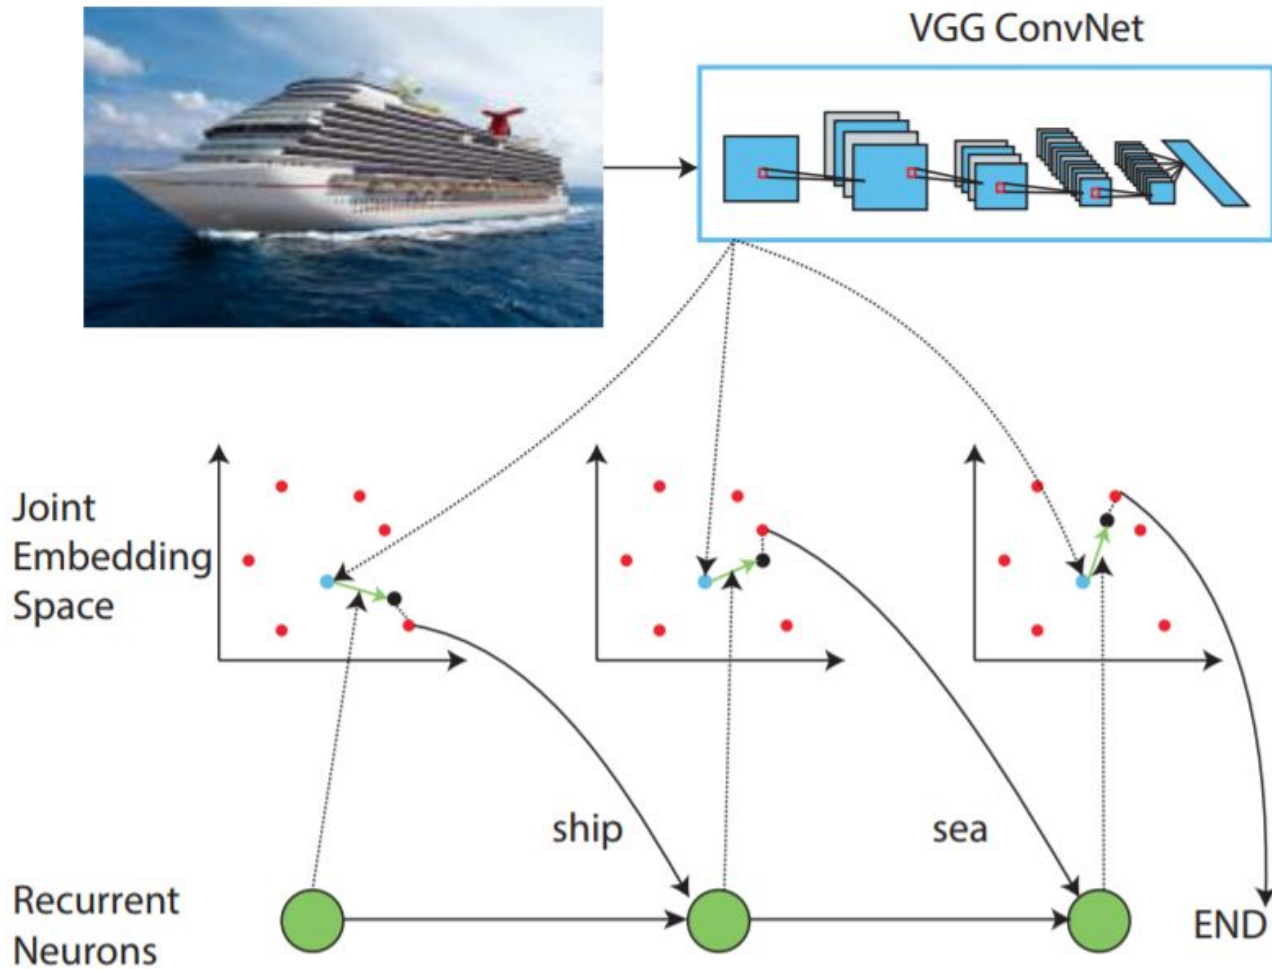 VGG ConvNet
Joint
Embedding
Space
ship
sea
Recurrent
Neurons
END